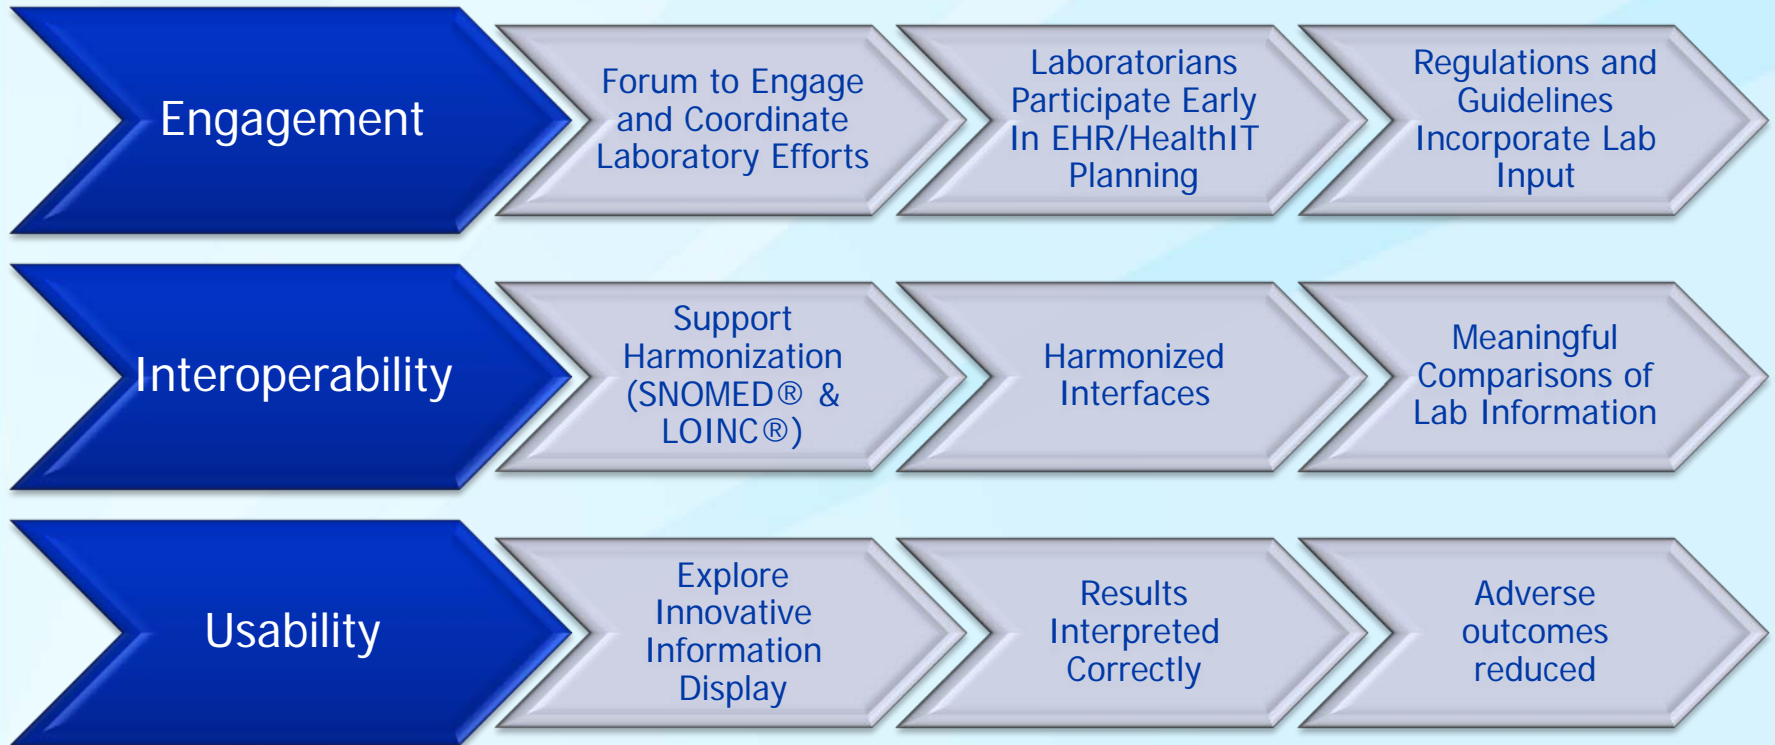 Engagement
Forum to Engage
and Coordinate
Laboratory Efforts
Laboratorians
Participate Early
In EHR/HealthIT
Planning
Regulations and
Guidelines
Incorporate Lab
Input
Interoperability
Support
Harmonization
(SNOMED® &
LOINC®)
Harmonized
Interfaces
Meaningful
Comparisons of
Lab Information
Usability
Explore
Innovative
Information
Display
Results
Interpreted
Correctly
Adverse
outcomes
reduced